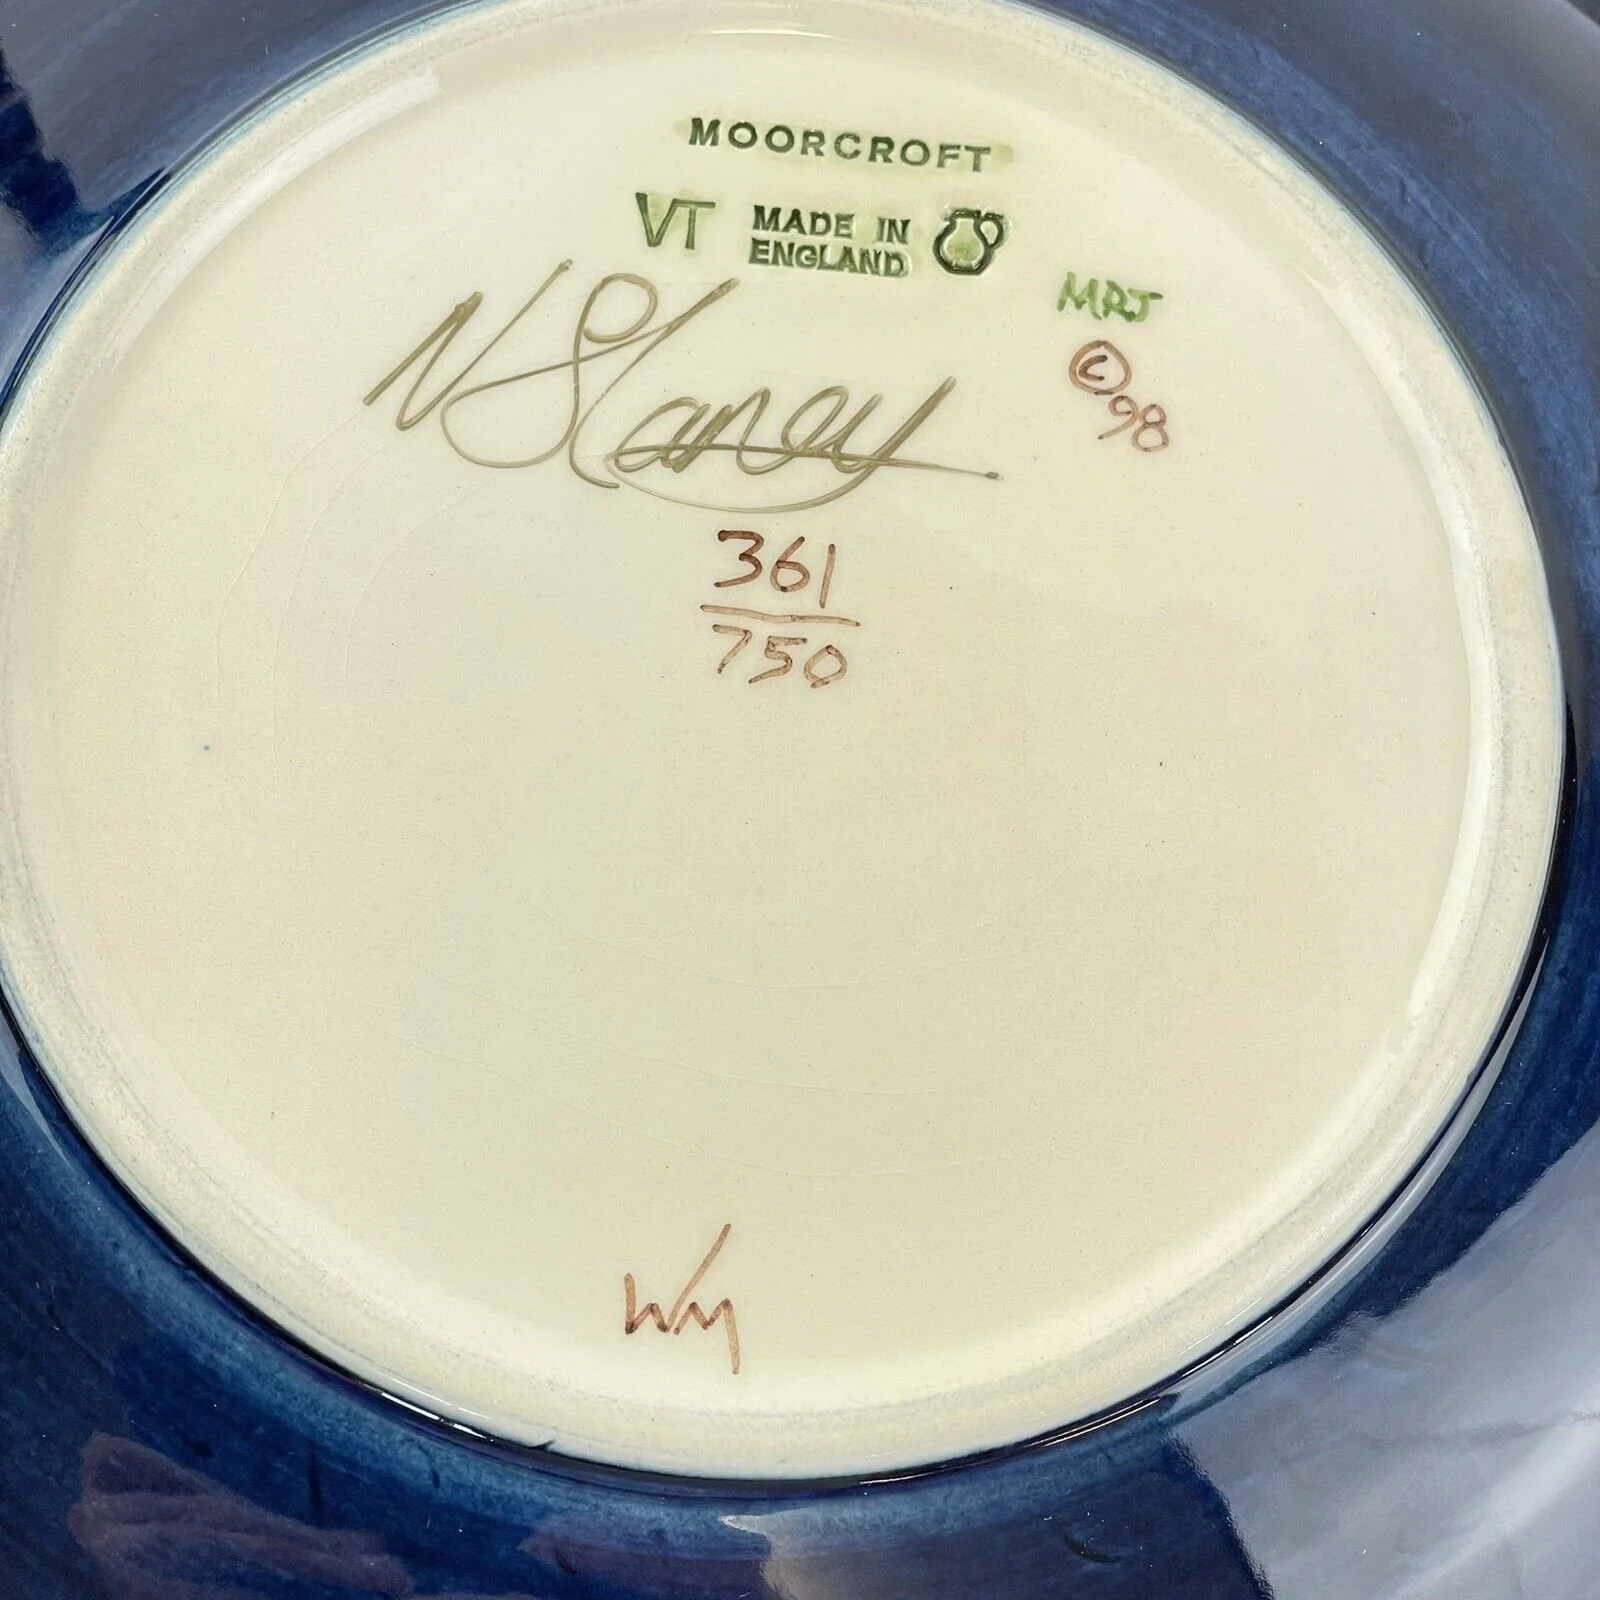 MOORCROFT
VT MADE IN
ENGLAND
MRJ
© 98
N Slaney
361
750
WM